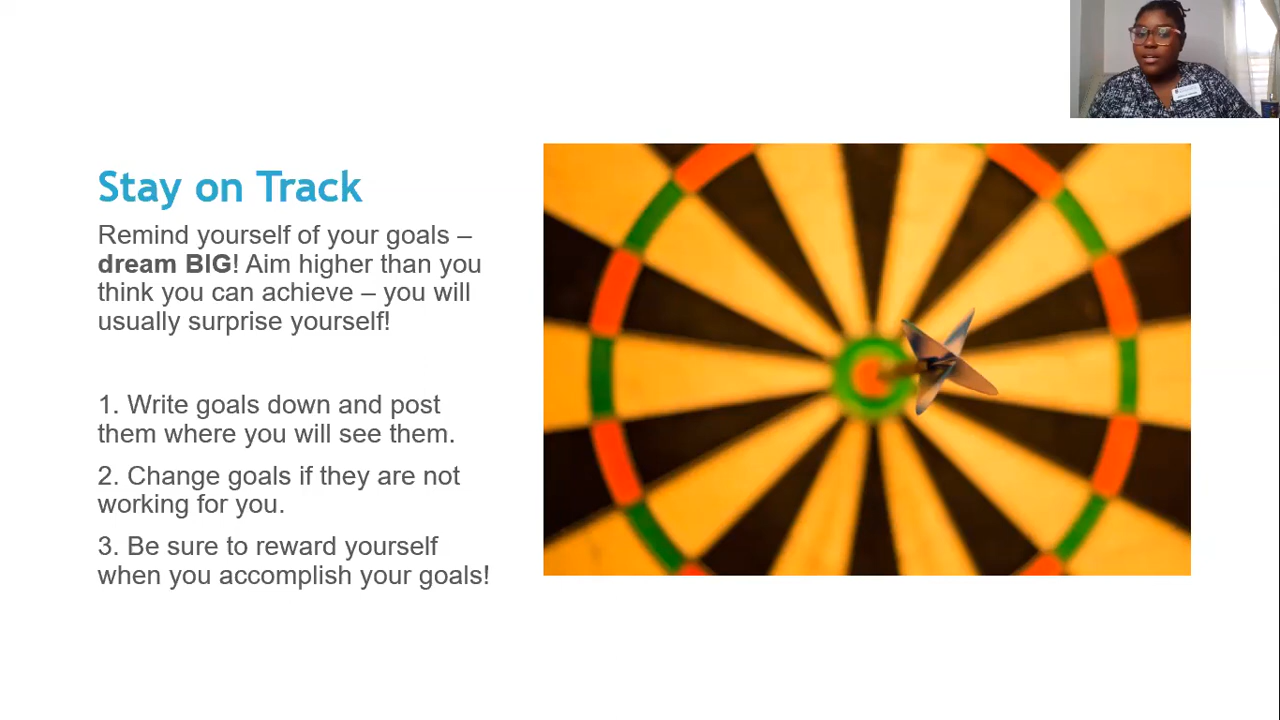 Stay on Track
Remind yourself of your goals –
dream BIG! Aim higher than you
think you can achieve – you will
usually surprise yourself!
1. Write goals down and post
them where you will see them.
2. Change goals if they are not
working for you.
3. Be sure to reward yourself
when you accomplish your goals!